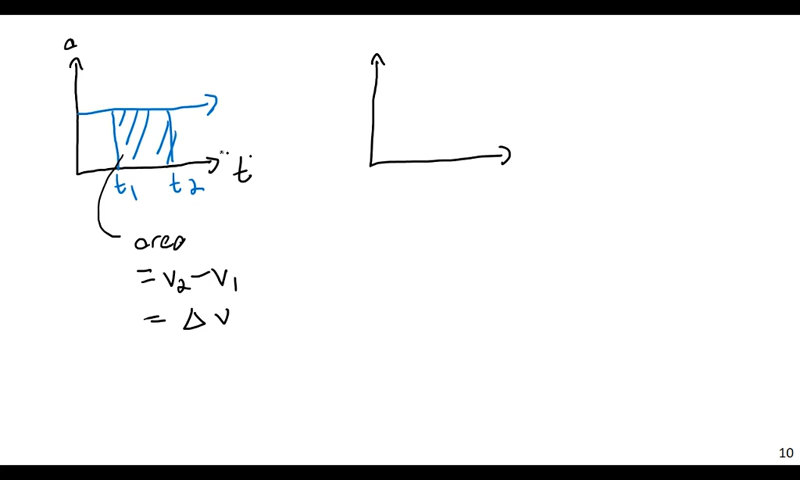 a
t
t₁ t₂
area
= v₂ - v₁
= Δv
10